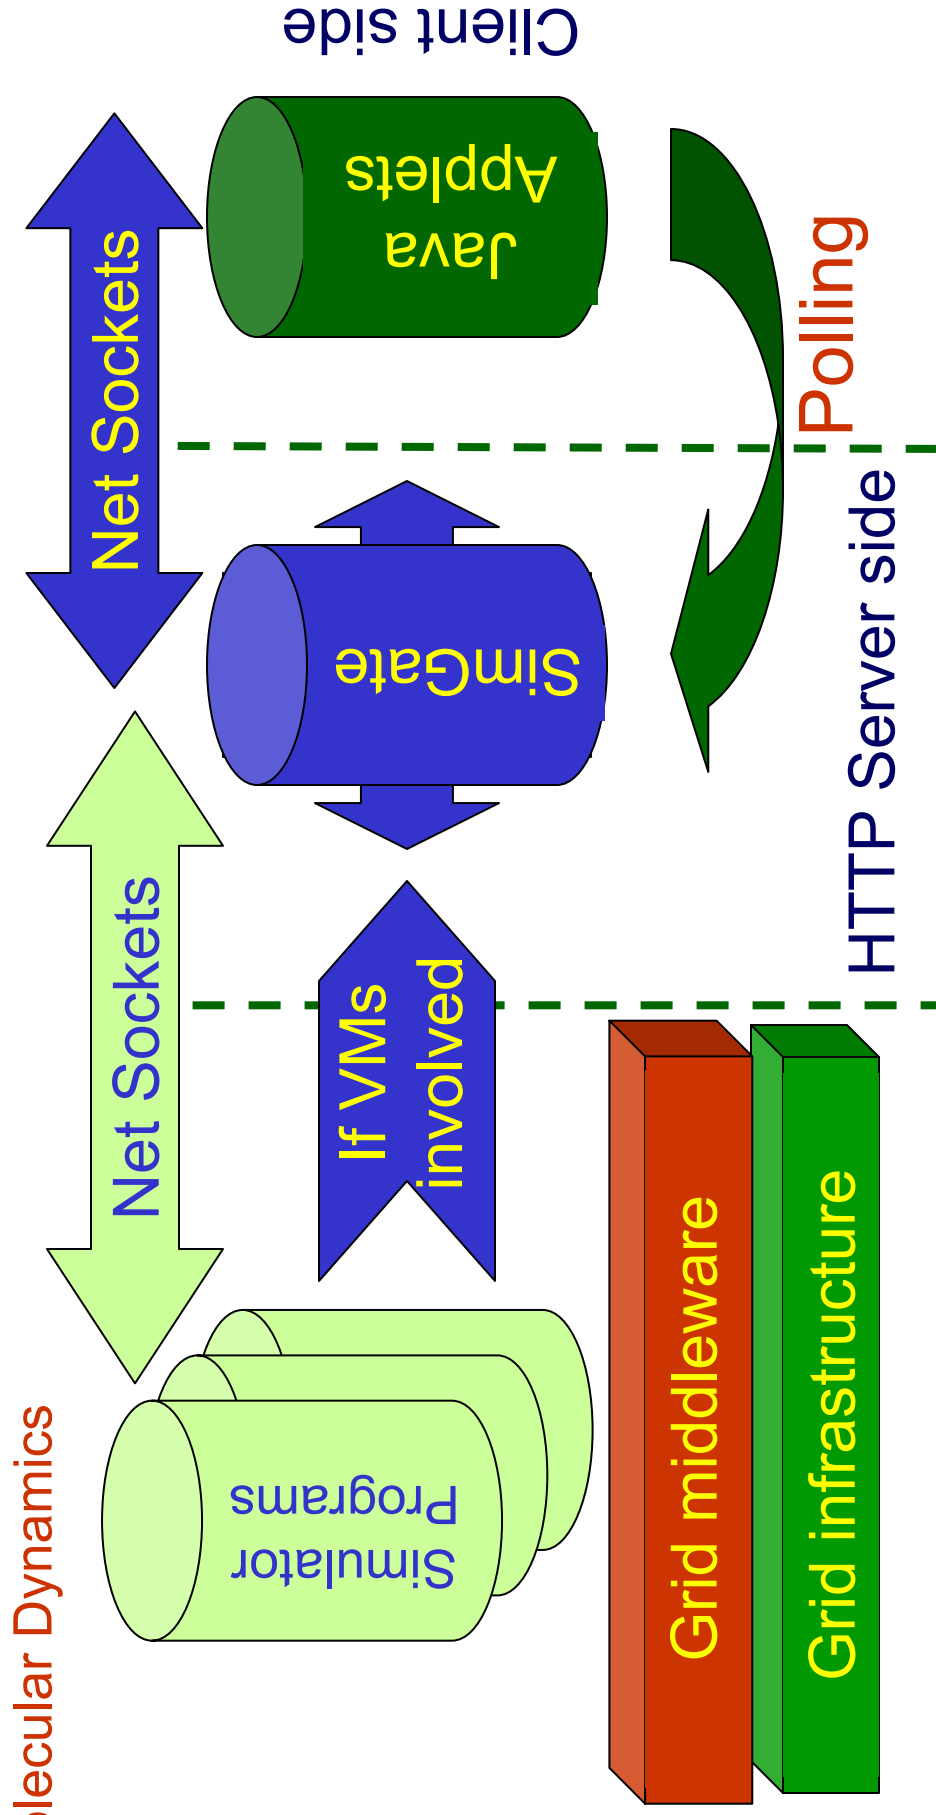 Client side
Java
Applets
Net Sockets
Polling
SimGate
HTTP Server side
Net Sockets
If VMs
involved
Simulator
Programs
Grid middleware
Grid infrastructure
Dynamics